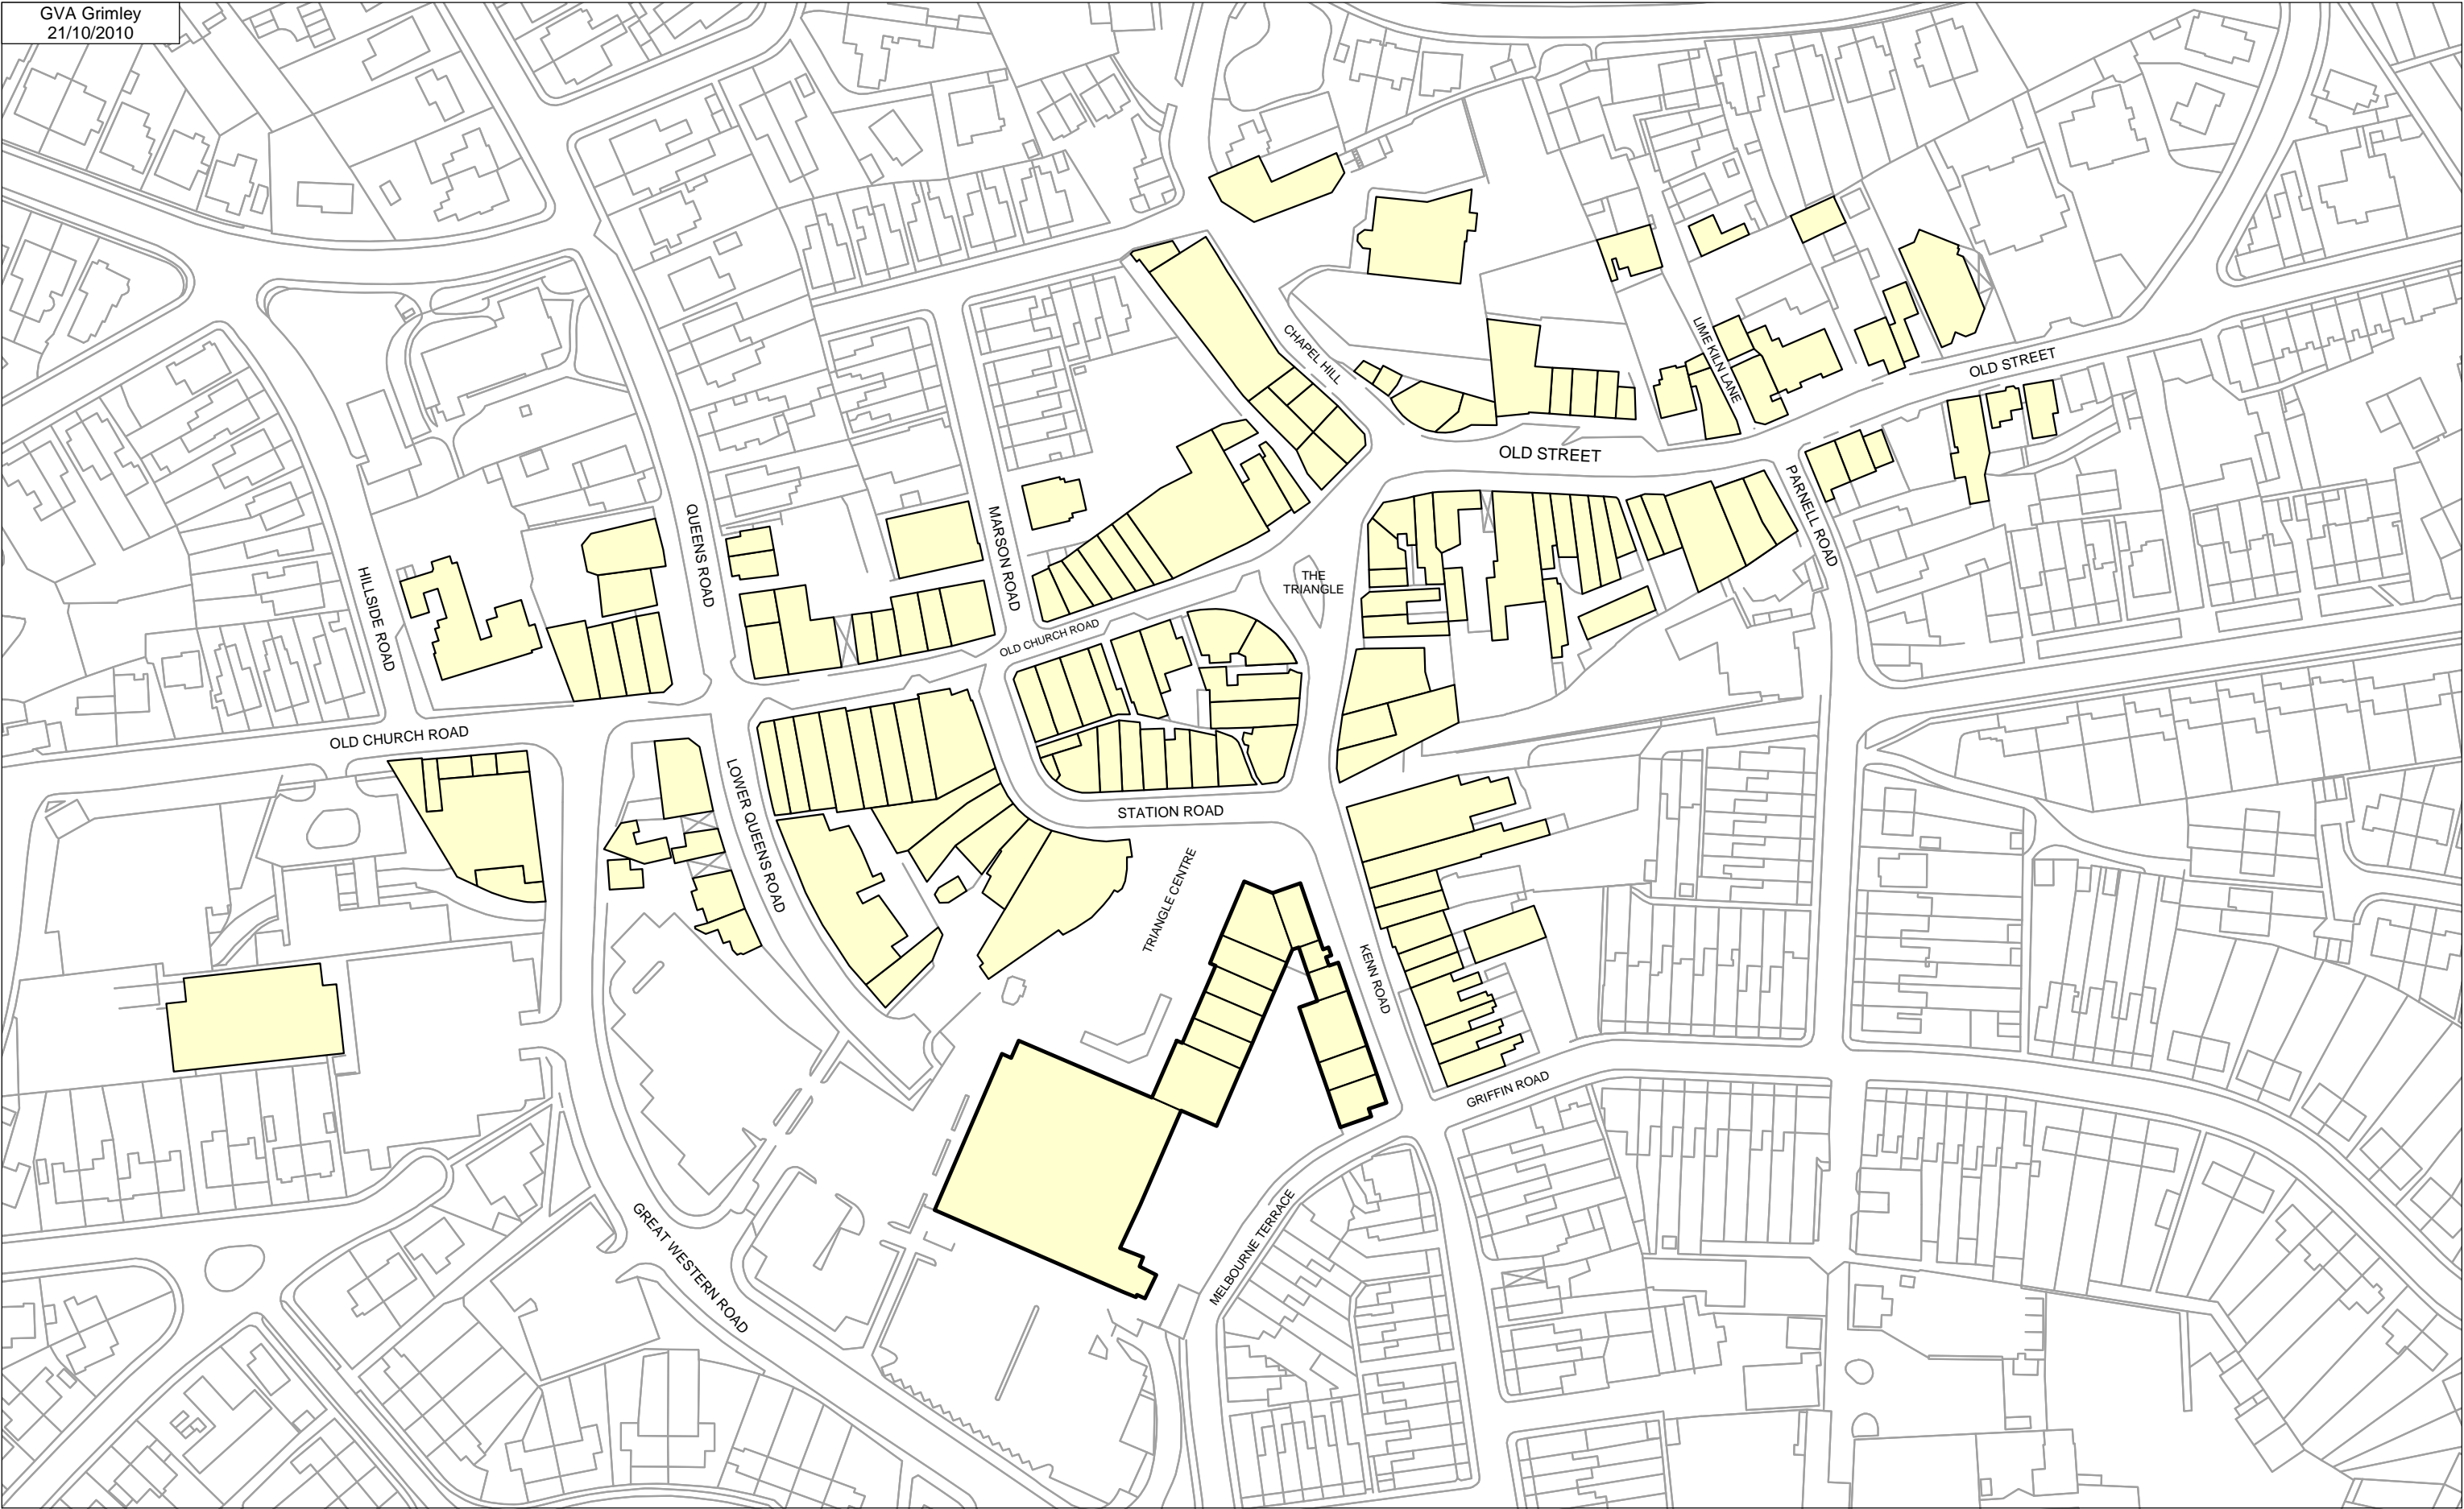 GVA Grimley
21/10/2010
CHAPEL HILL
LIME KILN LANE
OLD STREET
OLD STREET
PARNELL ROAD
QUEENS ROAD
MARSON ROAD
HILLSIDE ROAD
THE
TRIANGLE
OLD CHURCH ROAD
OLD CHURCH ROAD
LOWER QUEENS ROAD
STATION ROAD
TRIANGLE CENTRE
KENN ROAD
GRIFFIN ROAD
MELBOURNE TERRACE
GREAT WESTERN ROAD